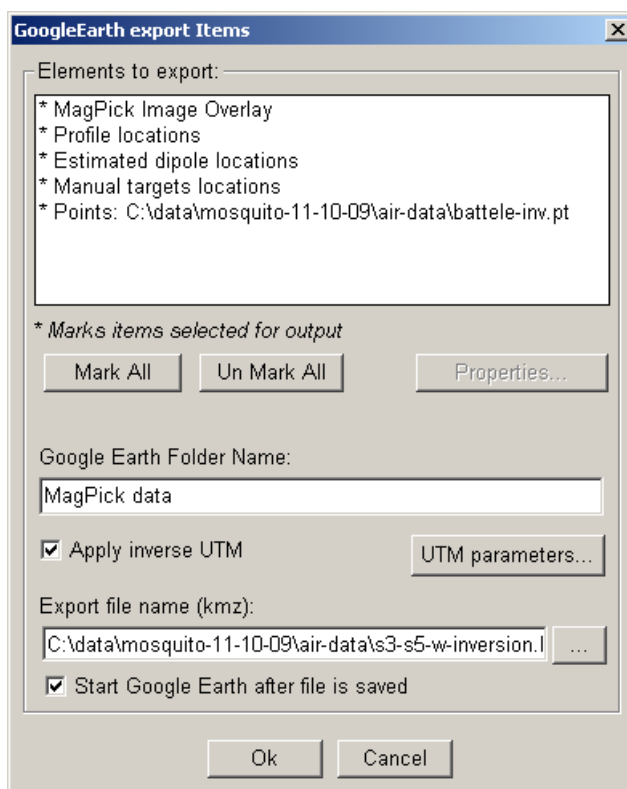 GoogleEarth export Items
Elements to export:
* MagPick Image Overlay
* Profile locations
* Estimated dipole locations
* Manual targets locations
* Points: C:\data\mosquito-11-10-09\air-data\battele-inv.pt
* Marks items selected for output
Mark All Un Mark All Properties...
Google Earth Folder Name:
MagPick data
Apply inverse UTM UTM parameters...
Export file name (kmz):
C:\data\mosquito-11-10-09\air-data\s3-s5-w-inversion. ...
Start Google Earth after file is saved
Ok Cancel